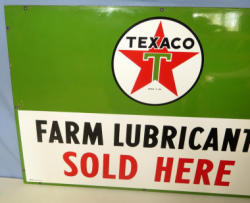 TEXACO
T
FARM LUBRICANT
SOLD HERE